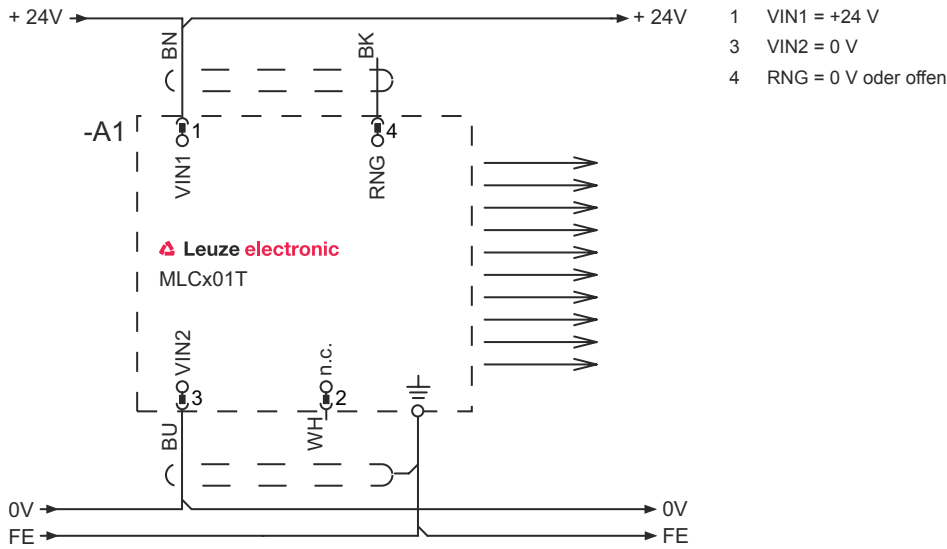 + 24V
+ 24V
1 VIN1 = +24 V
3 VIN2 = 0 V
4 RNG = 0 V oder offen
BN
BK
-A1
1
4
VIN1
RNG
Leuze electronic
MLCx01T
VIN2
n.c.
3
2
BU
WH
0V
0V
FE
FE